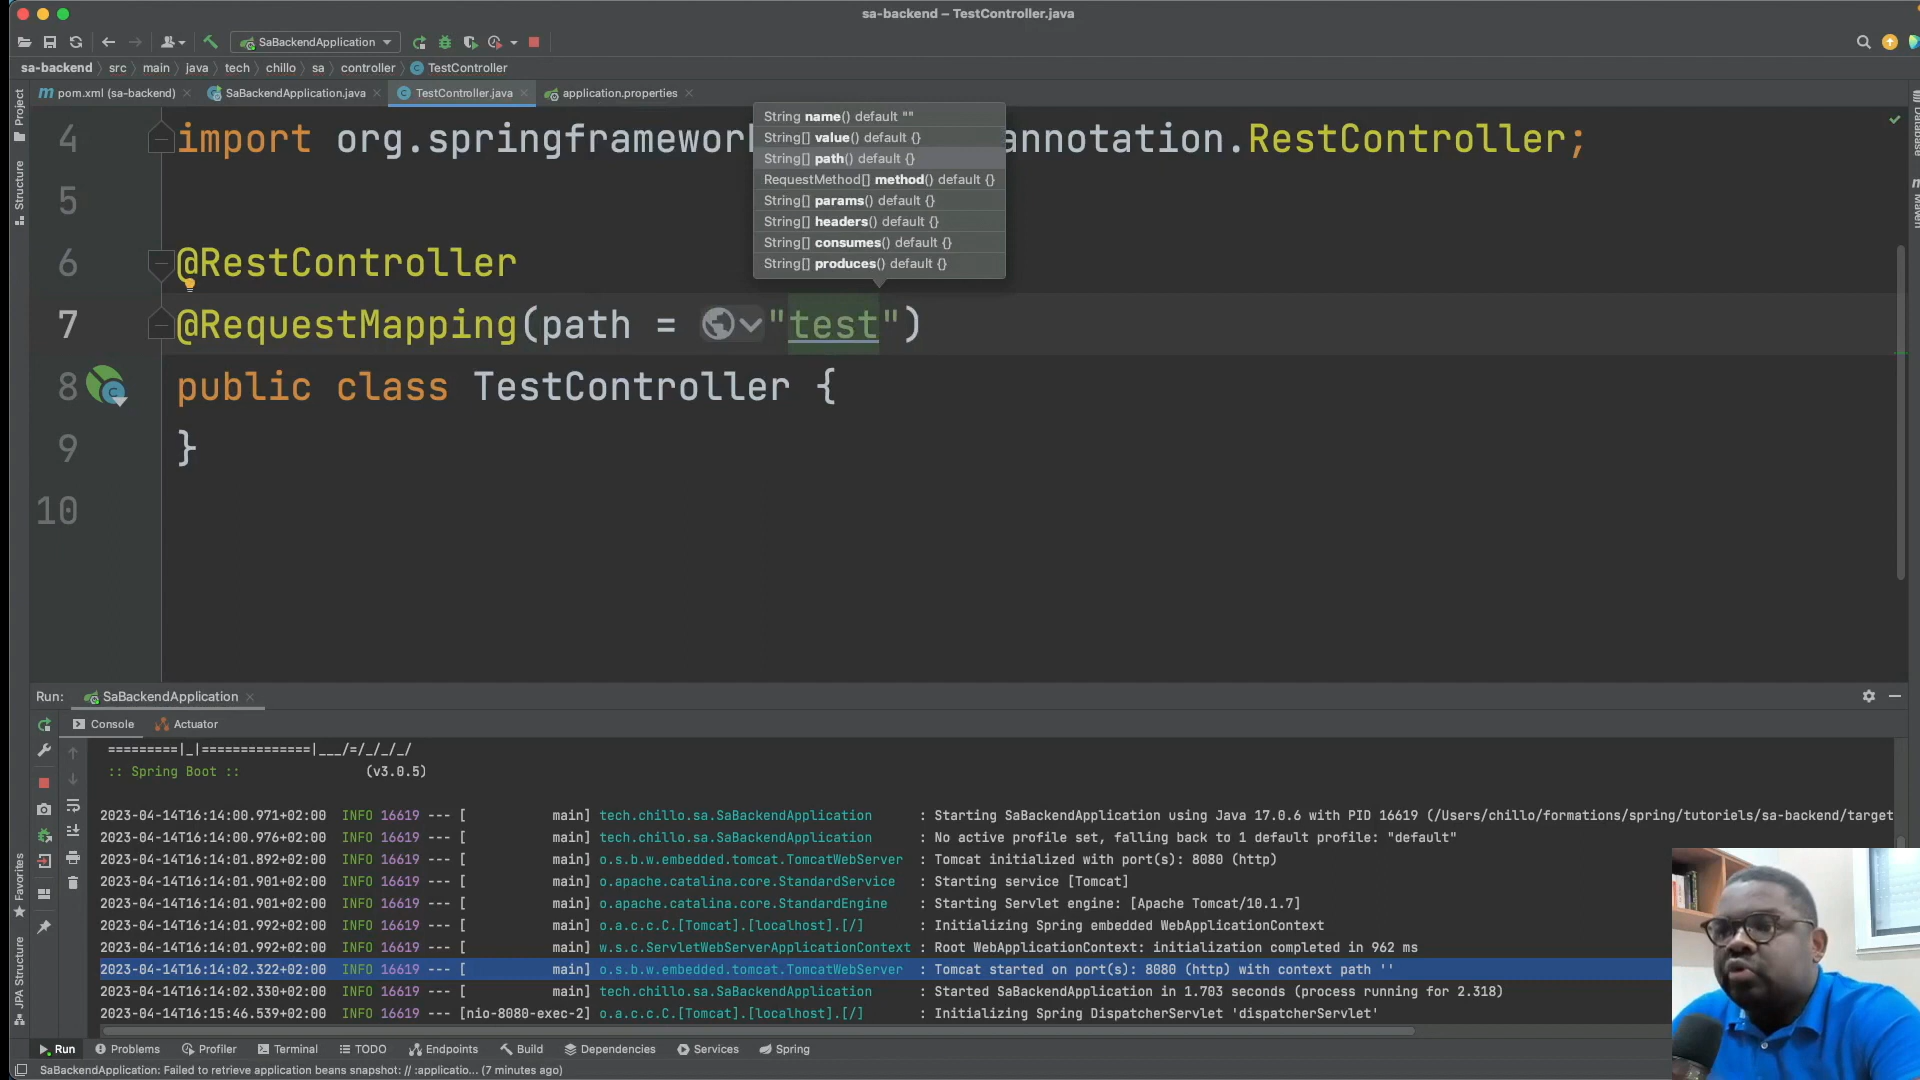 sa-backend – TestController.java
SaBackendApplication
sa-backend src main java tech chillo sa controller TestController
pom.xml (sa-backend) SaBackendApplication.java TestController.java application.properties
Project
Structure
Favorites
JPA Structure
Database
Maven
4 import org.springframework annotation.RestController;
5
6 @RestController
7 @RequestMapping(path = "test")
8 public class TestController {
9 }
10
String name() default ""
String[] value() default {}
String[] path() default {}
RequestMethod[] method() default {}
String[] params() default {}
String[] headers() default {}
String[] consumes() default {}
String[] produces() default {}
Run: SaBackendApplication
Console Actuator
=========|_|==============|___/=/_/_/_/
:: Spring Boot :: (v3.0.5)
2023-04-14T16:14:00.971+02:00 INFO 16619 --- [ main] tech.chillo.sa.SaBackendApplication : Starting SaBackendApplication using Java 17.0.6 with PID 16619 (/Users/chillo/formations/spring/tutoriels/sa-backend/target
2023-04-14T16:14:00.976+02:00 INFO 16619 --- [ main] tech.chillo.sa.SaBackendApplication : No active profile set, falling back to 1 default profile: "default"
2023-04-14T16:14:01.892+02:00 INFO 16619 --- [ main] o.s.b.w.embedded.tomcat.TomcatWebServer : Tomcat initialized with port(s): 8080 (http)
2023-04-14T16:14:01.901+02:00 INFO 16619 --- [ main] o.apache.catalina.core.StandardService : Starting service [Tomcat]
2023-04-14T16:14:01.901+02:00 INFO 16619 --- [ main] o.apache.catalina.core.StandardEngine : Starting Servlet engine: [Apache Tomcat/10.1.7]
2023-04-14T16:14:01.992+02:00 INFO 16619 --- [ main] o.a.c.c.C.[Tomcat].[localhost].[/] : Initializing Spring embedded WebApplicationContext
2023-04-14T16:14:01.992+02:00 INFO 16619 --- [ main] w.s.c.ServletWebServerApplicationContext : Root WebApplicationContext: initialization completed in 962 ms
2023-04-14T16:14:02.322+02:00 INFO 16619 --- [ main] o.s.b.w.embedded.tomcat.TomcatWebServer : Tomcat started on port(s): 8080 (http) with context path ''
2023-04-14T16:14:02.330+02:00 INFO 16619 --- [ main] tech.chillo.sa.SaBackendApplication : Started SaBackendApplication in 1.703 seconds (process running for 2.318)
2023-04-14T16:15:46.539+02:00 INFO 16619 --- [nio-8080-exec-2] o.a.c.c.C.[Tomcat].[localhost].[/] : Initializing Spring DispatcherServlet 'dispatcherServlet'
Run Problems Profiler Terminal TODO Endpoints Build Dependencies Services Spring
SaBackendApplication: Failed to retrieve application beans snapshot: // :applicatio... (7 minutes ago)